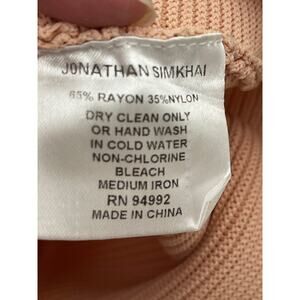 JONATHAN SIMKHAI
65% RAYON 35%NYLON
DRY CLEAN ONLY
OR HAND WASH
IN COLD WATER
NON-CHLORINE
BLEACH
MEDIUM IRON
RN 94992
MADE IN CHINA